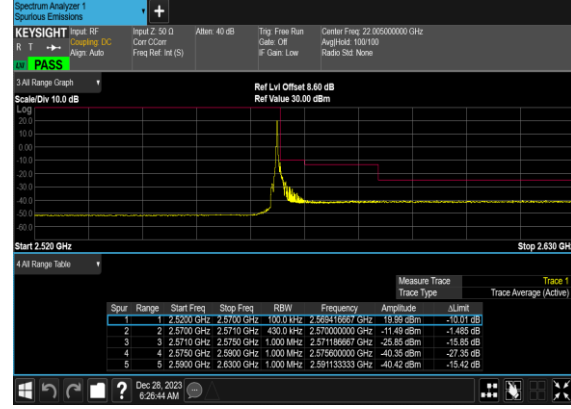 Spectrum Analyzer 1
Spurious Emissions
KEYSIGHT
R T
LNI PASS
Input: RF
Coupling: DC
Align: Auto
Input Z: 50 Ω
Corr CCorr
Freq Ref: Int (S)
Atten: 40 dB
Trig: Free Run
Gate: Off
IF Gain: Low
Center Freq: 22.005000000 GHz
Avg|Hold: 100/100
Radio Std: None
3 All Range Graph
Scale/Div 10.0 dB
Ref Lvl Offset 8.60 dB
Ref Value 30.00 dBm
Log
20.0
10.0
0.00
-10.0
-20.0
-30.0
-40.0
-50.0
-60.0
Start 2.520 GHz
Stop 2.630 GH
4 All Range Table
Measure Trace Trace 1
Trace Type Trace Average (Active)
Spur Range Start Freq Stop Freq RBW Frequency Amplitude ΔLimit
1 1 2.5200 GHz 2.5700 GHz 100.0 kHz 2.569416667 GHz 19.99 dBm -10.01 dB
2 2 2.5700 GHz 2.5710 GHz 430.0 kHz 2.570000000 GHz -11.49 dBm -1.485 dB
3 3 2.5710 GHz 2.5750 GHz 1.000 MHz 2.571186667 GHz -25.85 dBm -15.85 dB
4 4 2.5750 GHz 2.5900 GHz 1.000 MHz 2.575600000 GHz -40.35 dBm -27.35 dB
5 5 2.5900 GHz 2.6300 GHz 1.000 MHz 2.591133333 GHz -40.42 dBm -15.42 dB
Dec 28, 2023
6:26:44 AM